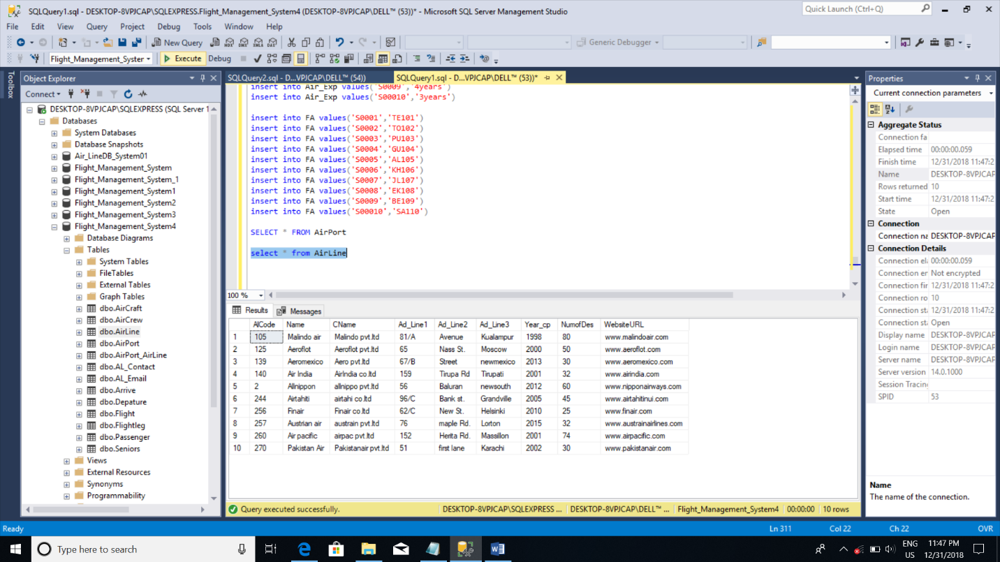 SQLQuery1.sql - DESKTOP-8VPJCAP\SQLEXPRESS.Flight_Management_System4 (DESKTOP-8VPJCAP\DELL™ (53))* - Microsoft SQL Server Management Studio
Quick Launch (Ctrl+Q)
File Edit View Query Project Debug Tools Window Help
New Query MDX DMX XMLA DAX Generic Debugger
Flight_Management_Syster Execute Debug
Toolbox
Object Explorer
Connect
DESKTOP-8VPJCAP\SQLEXPRESS (SQL Server 1
Databases
System Databases
Database Snapshots
Air_LineDB_System01
Flight_Management_System
Flight_Management_System_1
Flight_Management_System1
Flight_Management_System2
Flight_Management_System3
Flight_Management_System4
Database Diagrams
Tables
System Tables
FileTables
External Tables
Graph Tables
dbo.AirCraft
dbo.AirCrew
dbo.AirLine
dbo.AirPort
dbo.AirPort_AirLine
dbo.AL_Contact
dbo.AL_Email
dbo.Arrive
dbo.Depature
dbo.Flight
dbo.Flightleg
dbo.Passenger
dbo.Seniors
Views
External Resources
Synonyms
Programmability
SQLQuery2.sql - D...VPJCAP\DELL™ (54)) SQLQuery1.sql - D...VPJCAP\DELL™ (53))*
insert into Air_Exp values('S0009','4years')
insert into Air_Exp values('S00010','3years')
insert into FA values('S0001','TE101')
insert into FA values('S0002','TO102')
insert into FA values('S0003','PU103')
insert into FA values('S0004','GU104')
insert into FA values('S0005','AL105')
insert into FA values('S0006','KH106')
insert into FA values('S0007','JL107')
insert into FA values('S0008','EK108')
insert into FA values('S0009','BE109')
insert into FA values('S00010','SA110')
SELECT * FROM AirPort
select * from AirLine
100 %
Results Messages
AlCode Name CName Ad_Line1 Ad_Line2 Ad_Line3 Year_cp NumofDes WebsiteURL
1 105 Malindo air Malindo pvt.ltd 81/A Avenue Kualampur 1998 80 www.malindoair.com
2 125 Aeroflot Aeroflot pvt.ltd 65 Nass St. Moscow 2000 50 www.aeroflot.com
3 139 Aeromexico Aero pvt.ltd 67/B Street newmexico 2013 30 www.aeromexico.com
4 140 Air India AirIndia co.ltd 159 Tirupa Rd Tirupati 2001 32 www.airindia.com
5 2 Allnippon allnippo pvt.ltd 56 Baluran newsouth 2012 60 www.nipponairways.com
6 244 Airtahiti airtahi co.ltd 96/C Bank st. Grandville 2005 45 www.airtahitinui.com
7 256 Finair Finair co.ltd 62/C New St. Helsinki 2010 25 www.finair.com
8 257 Austrian air austrain pvt.ltd 76 maple Rd. Lorton 2015 32 www.austrainairlines.com
9 260 Air pacific airpac pvt.ltd 152 Herita Rd. Massillon 2001 74 www.airpacific.com
10 270 Pakistan Air Pakistanair pvt.ltd 51 first lane Karachi 2002 30 www.pakistanair.com
Query executed successfully. DESKTOP-8VPJCAP\SQLEXPRESS ... DESKTOP-8VPJCAP\DELL™ ... Flight_Management_System4 00:00:00 10 rows
Properties
Current connection parameters
Aggregate Status
Connection fa
Elapsed time 00:00:00.059
Finish time 12/31/2018 11:47:2
Name DESKTOP-8VPJCAP
Rows returned 10
Start time 12/31/2018 11:47:2
State Open
Connection
Connection na DESKTOP-8VPJCAP
Connection Details
Connection el 00:00:00.059
Connection er Not encrypted
Connection fir 12/31/2018 11:47:2
Connection ro 10
Connection sta 12/31/2018 11:47:2
Connection sta Open
Display name DESKTOP-8VPJCAP
Login name DESKTOP-8VPJCAP
Server name DESKTOP-8VPJCAP
Server version 14.0.1000
Session Tracin
SPID 53
Name
The name of the connection.
Ready Ln 311 Col 22 Ch 22 OVR
Type here to search
ENG
US
11:47 PM
12/31/2018